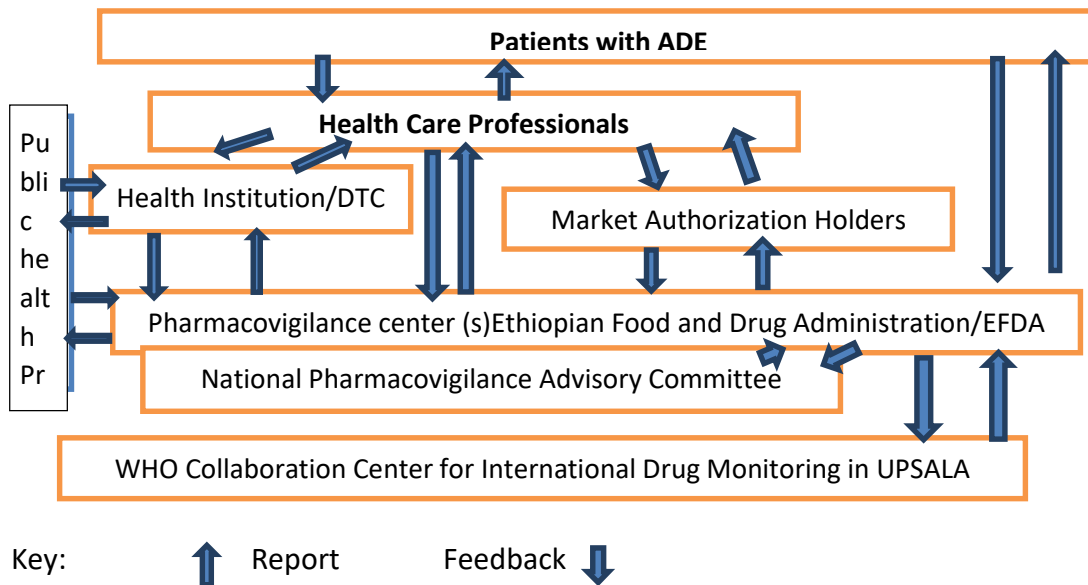 Patients with ADE
Health Care Professionals
Pu
bli
c
he
alt
h
Pr
Health Institution/DTC
Market Authorization Holders
Pharmacovigilance center (s)Ethiopian Food and Drug Administration/EFDA
National Pharmacovigilance Advisory Committee
WHO Collaboration Center for International Drug Monitoring in UPSALA
Key: Report Feedback